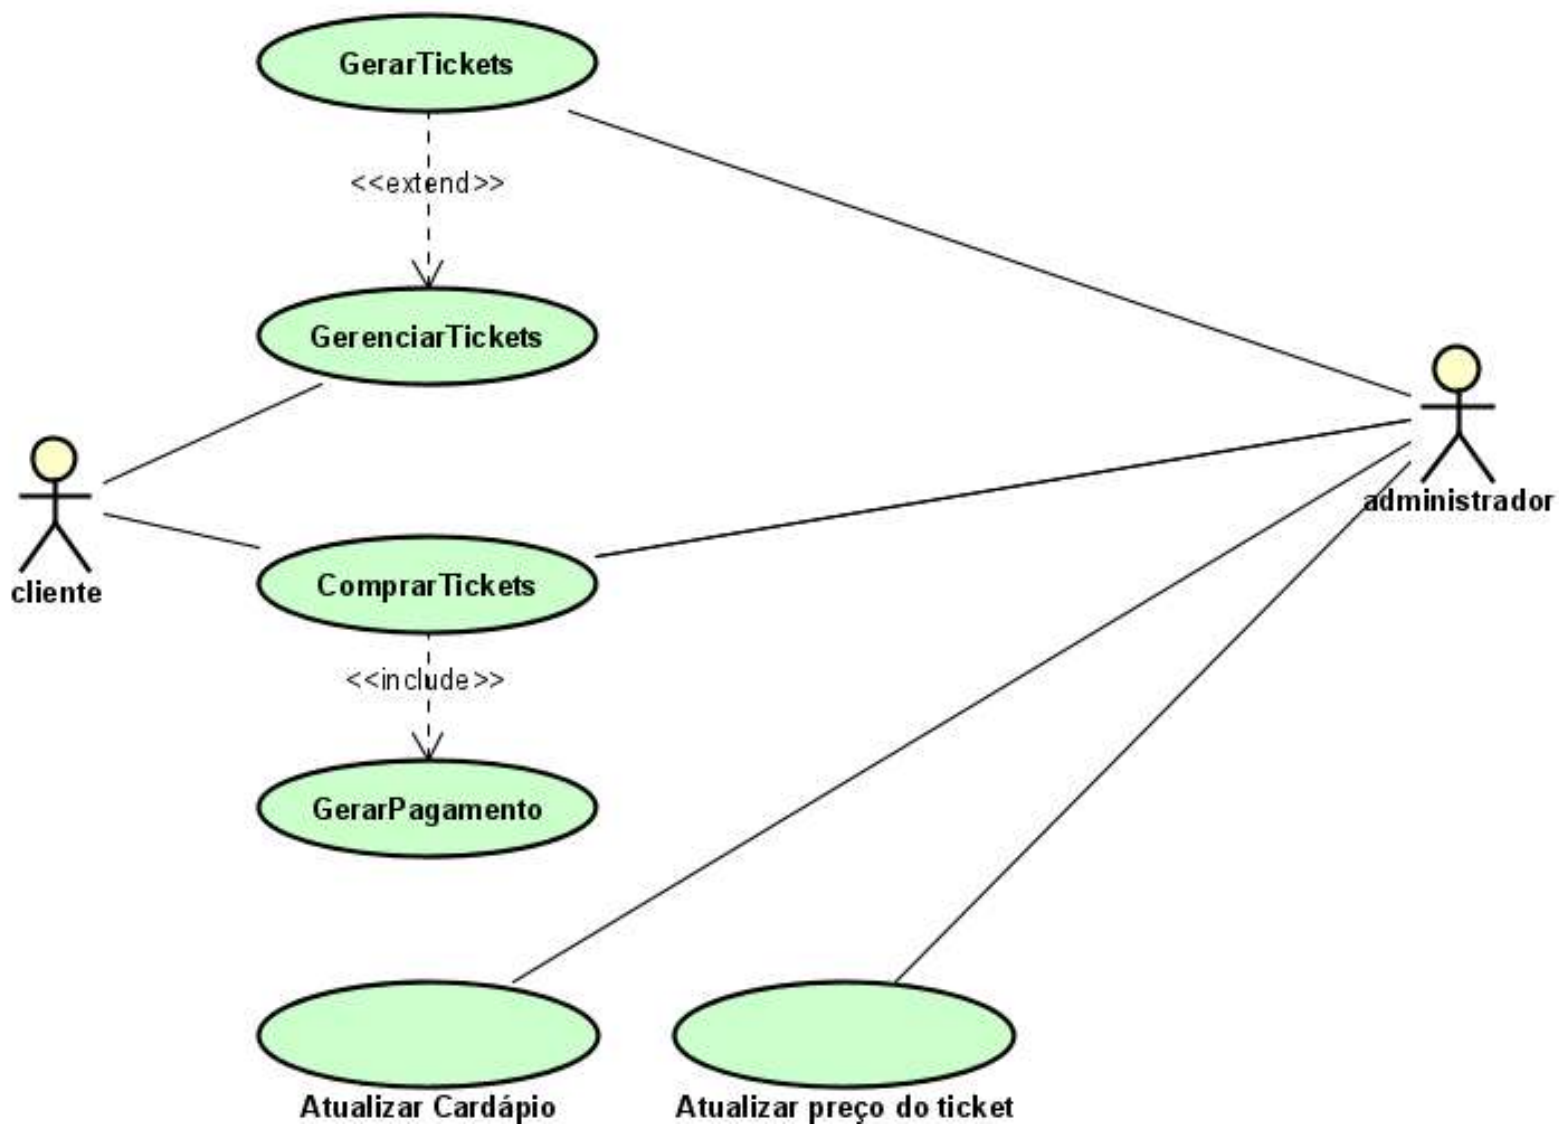 GerarTickets
<<extend>>
GerenciarTickets
cliente
administrador
ComprarTickets
<<include>>
GerarPagamento
Atualizar Cardápio
Atualizar preço do ticket